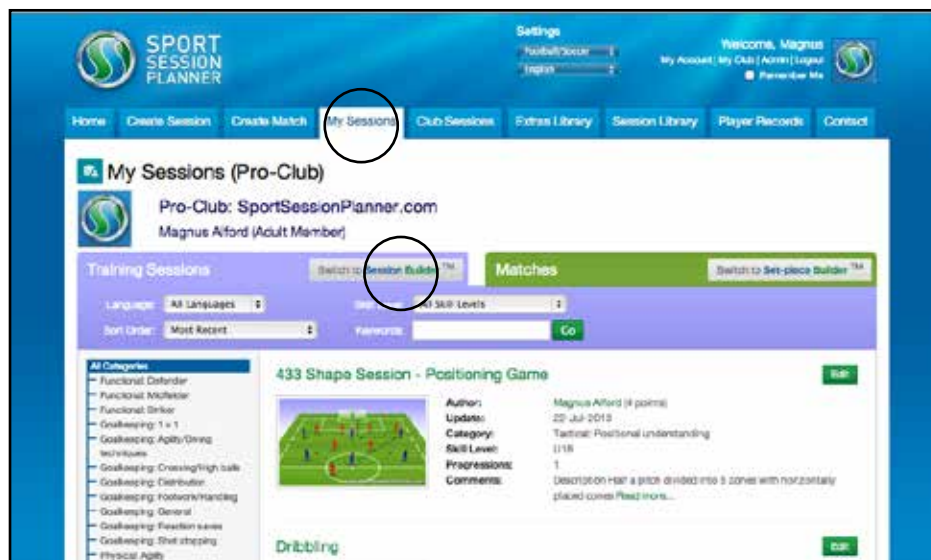 SPORT
SESSION
PLANNER
Settings
Football/Soccer
English
Welcome, Magnus
My Account | My Club | Admin | Logout
Remember Me
Home Create Session Create Match My Sessions Club Sessions Extras Library Session Library Player Records Contact
My Sessions (Pro-Club)
Pro-Club: SportSessionPlanner.com
Magnus Alford (Adult Member)
Training Sessions Switch to Session Builder ™ Matches Switch to Set-piece Builder ™
Language: All Languages All Skill Levels
Sort Order: Most Recent Keywords: Go
All Categories
Functional: Defender
Functional: Midfielder
Functional: Striker
Goalkeeping: 1 v 1
Goalkeeping: Agility/Diving
techniques
Goalkeeping: Crossing/High balls
Goalkeeping: Distribution
Goalkeeping: Footwork/Handling
Goalkeeping: General
Goalkeeping: Reaction saves
Goalkeeping: Shot stopping
Physical: Agility
433 Shape Session - Positioning Game Edit
Author: Magnus Alford (4 points)
Update: 22-Jul-2013
Category: Tactical: Positional understanding
Skill Level: U18
Progressions: 1
Comments: Description Half a pitch divided into 5 zones with horizontally
placed cones Read more...
Dribbling Edit